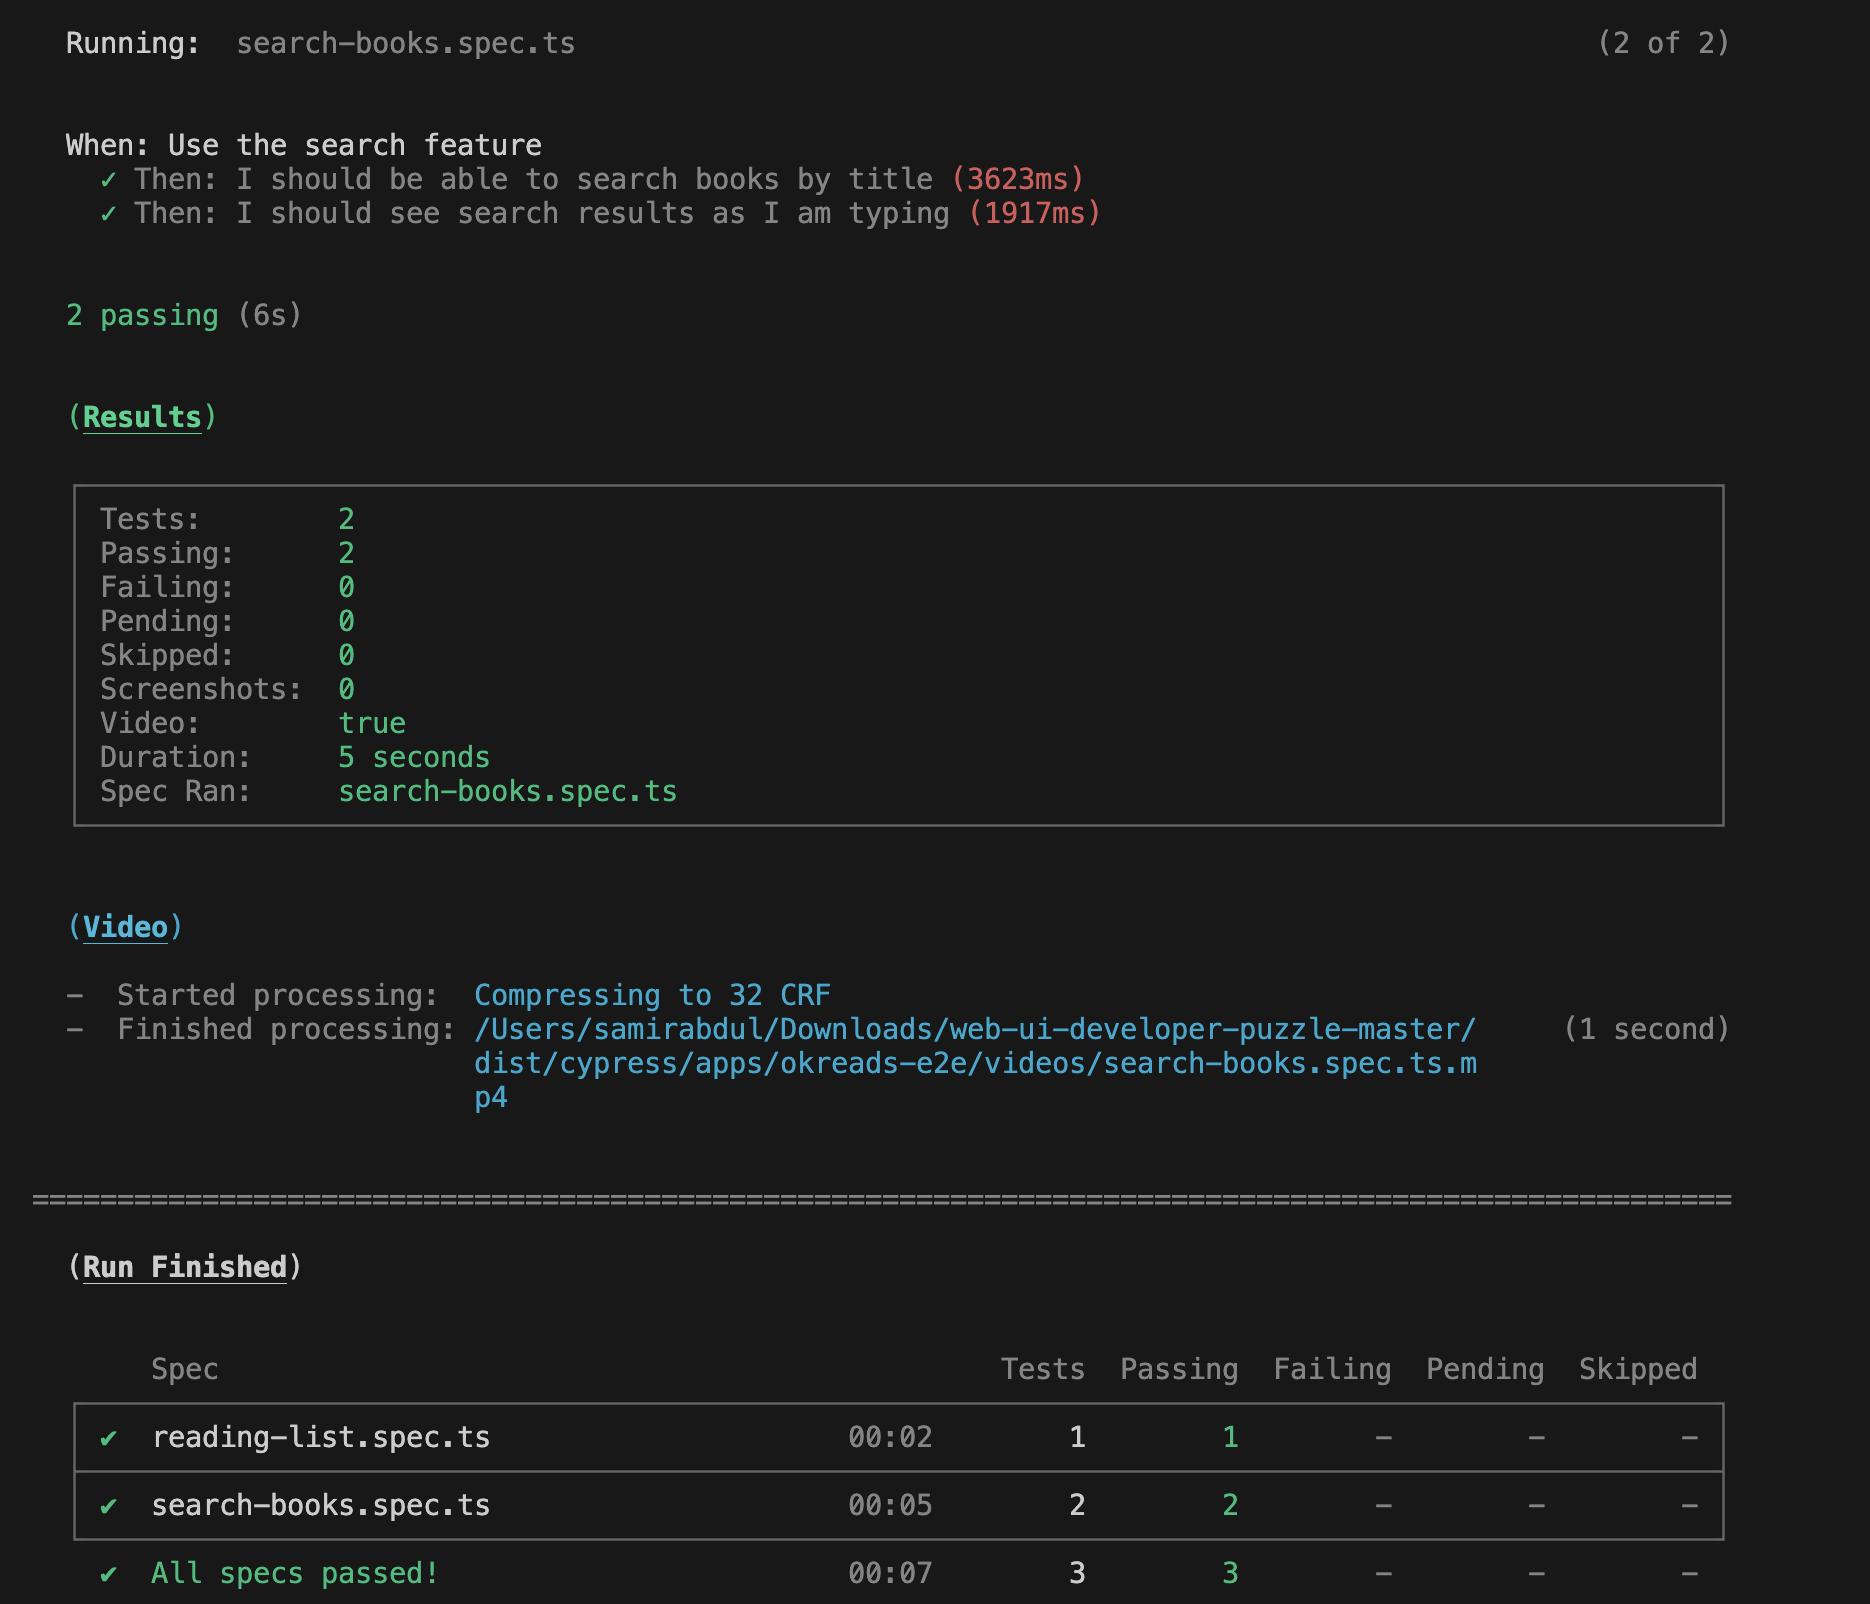 Running:  search-books.spec.ts (2 of 2)
When: Use the search feature
✓ Then: I should be able to search books by title (3623ms)
✓ Then: I should see search results as I am typing (1917ms)
2 passing (6s)
(Results)
Tests: 2
Passing: 2
Failing: 0
Pending: 0
Skipped: 0
Screenshots: 0
Video: true
Duration: 5 seconds
Spec Ran: search-books.spec.ts
(Video)
-  Started processing:  Compressing to 32 CRF
-  Finished processing: /Users/samirabdul/Downloads/web-ui-developer-puzzle-master/ (1 second)
dist/cypress/apps/okreads-e2e/videos/search-books.spec.ts.m
p4
====================================================================================================
(Run Finished)
Spec Tests Passing Failing Pending Skipped
✔ reading-list.spec.ts 00:02 1 1 - - -
✔ search-books.spec.ts 00:05 2 2 - - -
✔ All specs passed! 00:07 3 3 - - -